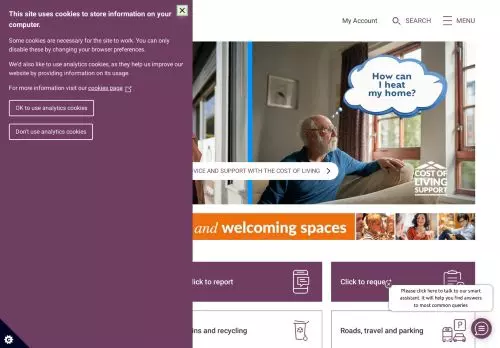 This site uses cookies to store information on your
computer.
Some cookies are necessary for the site to work. You can only
disable these by changing your browser preferences.
We'd also like to use analytics cookies, as they help us improve our
website by providing information on its usage.
For more information visit our cookies page
OK to use analytics cookies
Don't use analytics cookies
My Account
SEARCH
MENU
How can
I heat
my home?
AND SUPPORT WITH THE COST OF LIVING
COST OF
LIVING
SUPPORT
and welcoming spaces
to report
Click to
and recycling
Roads, travel and parking
P
Please click here to talk to our smart
assistant. It will help you find answers
to most common queries